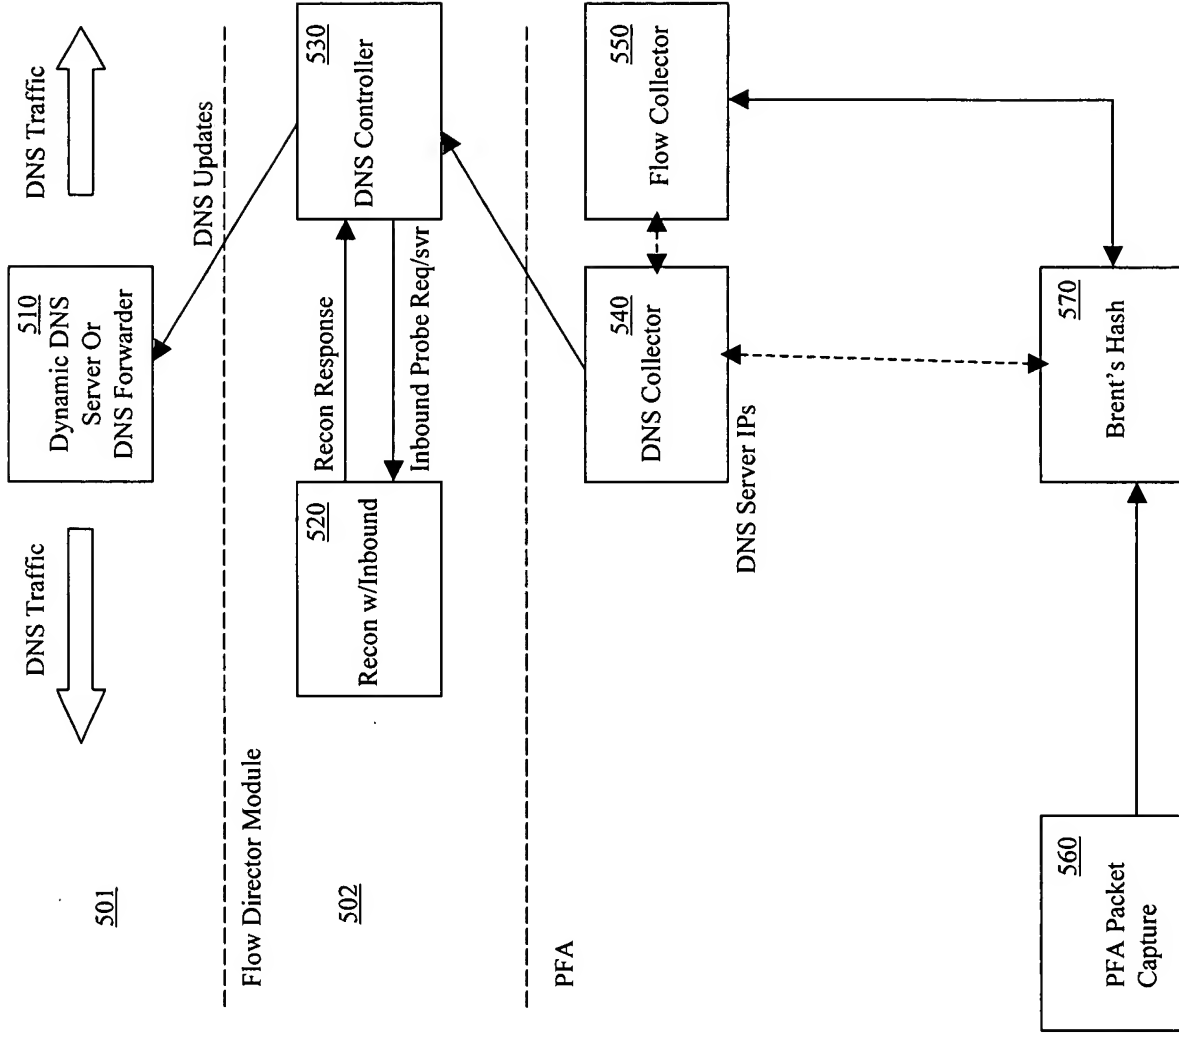 501
DNS Traffic
510
Dynamic DNS
Server Or
DNS Forwarder
DNS Traffic
DNS Updates
Flow Director Module
502
520
Recon w/Inbound
Recon Response
Inbound Probe Req/svr
530
DNS Controller
PFA
540
DNS Collector
550
Flow Collector
DNS Server IPs
560
PFA Packet
Capture
570
Brent's Hash